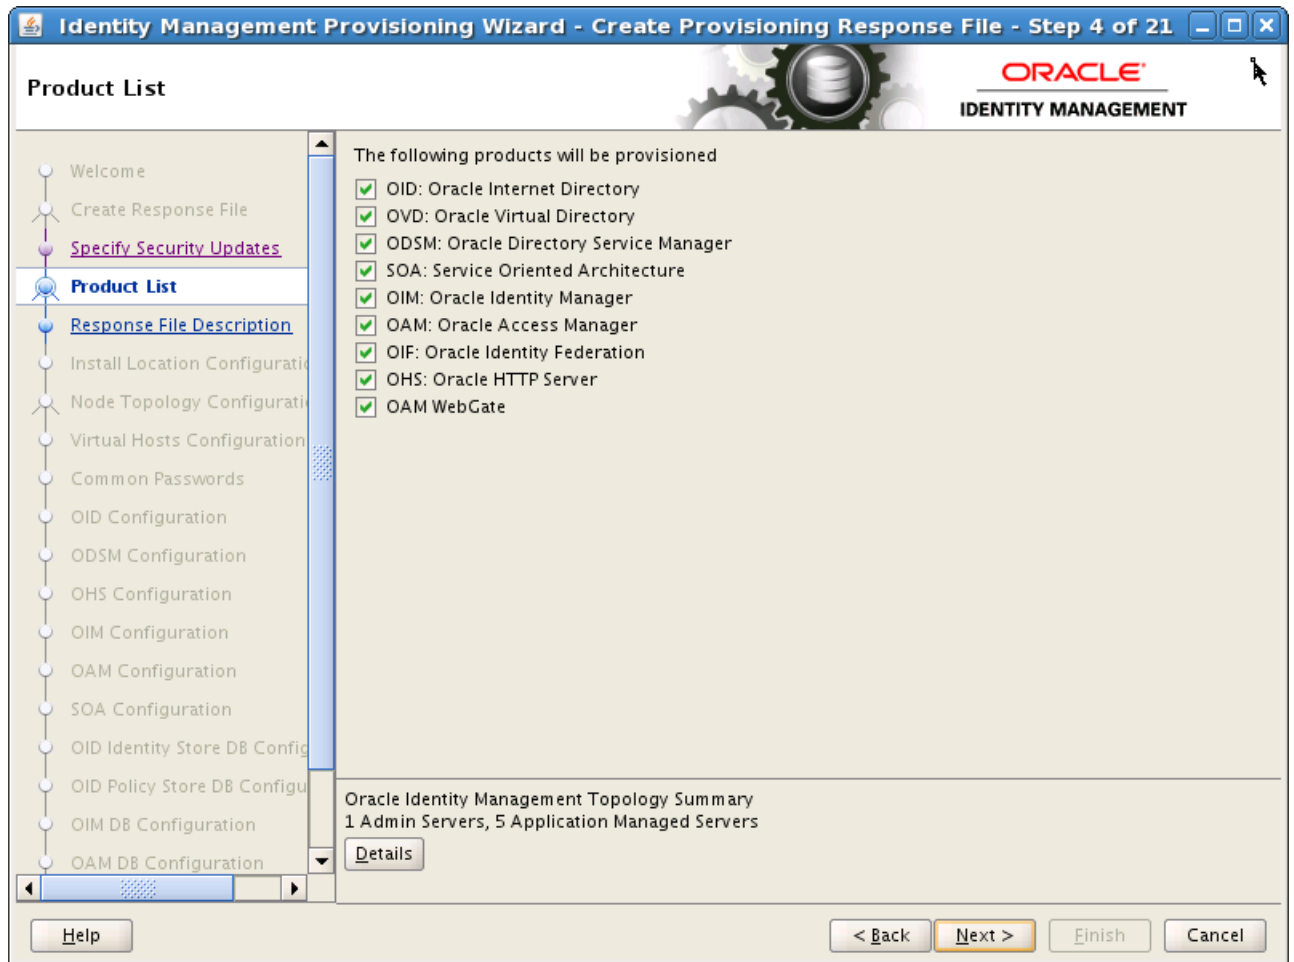 Identity Management Provisioning Wizard - Create Provisioning Response File - Step 4 of 21
Product List
ORACLE
IDENTITY MANAGEMENT
Welcome
Create Response File
Specify Security Updates
Product List
Response File Description
Install Location Configuratio
Node Topology Configurati
Virtual Hosts Configuration
Common Passwords
OID Configuration
ODSM Configuration
OHS Configuration
OIM Configuration
OAM Configuration
SOA Configuration
OID Identity Store DB Config
OID Policy Store DB Configu
OIM DB Configuration
OAM DB Configuration
The following products will be provisioned
OID: Oracle Internet Directory
OVD: Oracle Virtual Directory
ODSM: Oracle Directory Service Manager
SOA: Service Oriented Architecture
OIM: Oracle Identity Manager
OAM: Oracle Access Manager
OIF: Oracle Identity Federation
OHS: Oracle HTTP Server
OAM WebGate
Oracle Identity Management Topology Summary
1 Admin Servers, 5 Application Managed Servers
Details
Help
< Back
Next >
Finish
Cancel